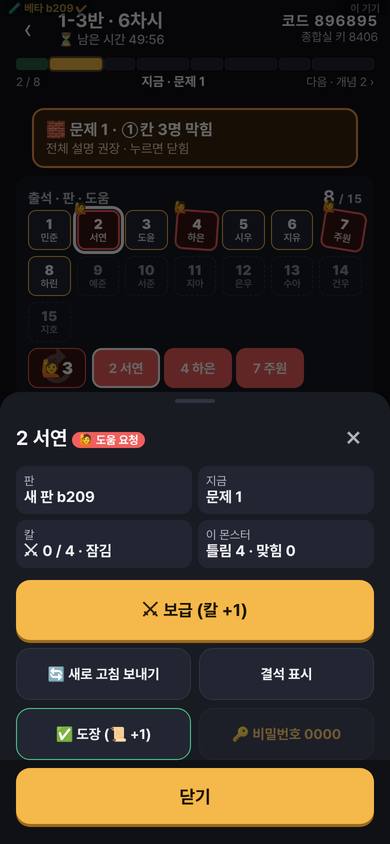 베타 b209
이 기기
1-3반 · 6차시
코드 896895
남은 시간 49:56
종합실 키 8406
2 / 8
지금 · 문제 1
다음 · 개념 2 ›
문제 1 · ①칸 3명 막힘
전체 설명 권장 · 누르면 닫힘
출석 · 판 · 도움
8 / 15
1 2 3 4 5 6 7
민준 서연 도윤 하은 시우 지유 주원
8 9 10 11 12 13 14
하린 예준 서준 지아 은우 수아 건우
15
지호
3
2 서연
4 하은
7 주원
2 서연
도움 요청
✕
판
새 판 b209
지금
문제 1
칼
⚔ 0 / 4 · 잠김
이 몬스터
틀림 4 · 맞힘 0
⚔ 보급 (칼 +1)
🔄 새로 고침 보내기
결석 표시
✅ 도장 (📜 +1)
🔑 비밀번호 0000
닫기